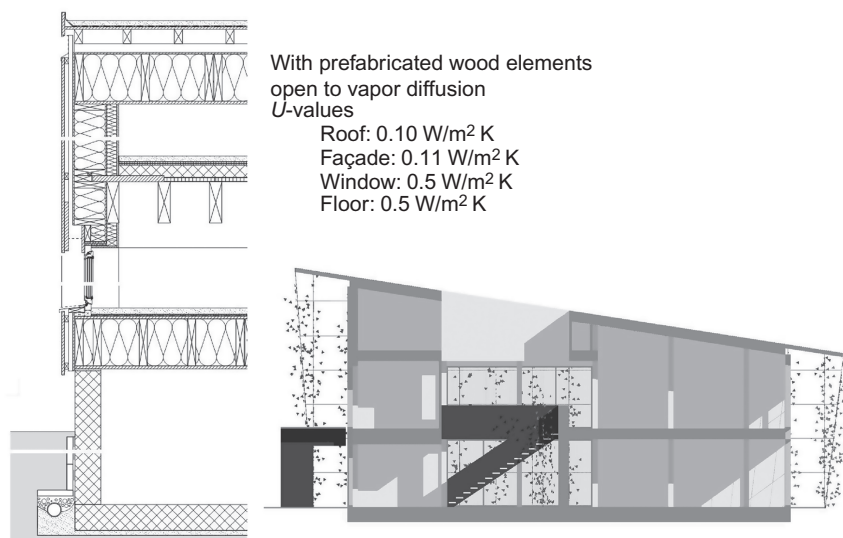 With prefabricated wood elements
open to vapor diffusion
U-values
Roof: 0.10 W/m² K
Façade: 0.11 W/m² K
Window: 0.5 W/m² K
Floor: 0.5 W/m² K